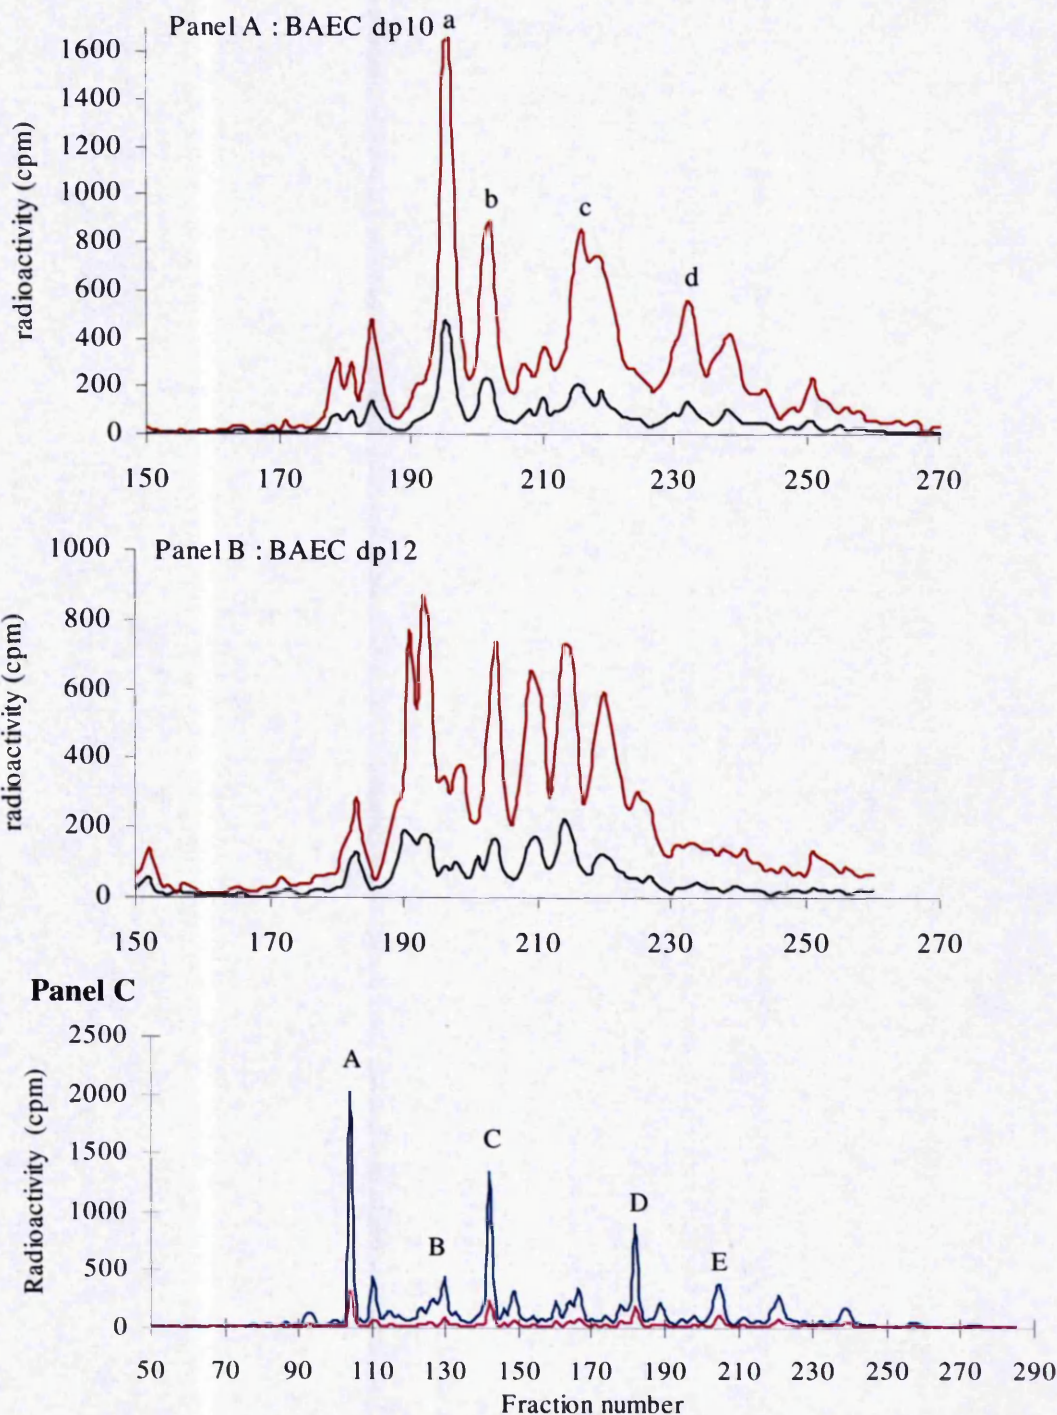 Panel A : BAEC dp10
a
b
c
d
radioactivity (cpm)
1600
1400
1200
1000
800
600
400
200
0
150 170 190 210 230 250 270
Panel B : BAEC dp12
radioactivity (cpm)
1000
800
600
400
200
0
150 170 190 210 230 250 270
Panel C
Radioactivity (cpm)
2500
2000
1500
1000
500
0
A
B
C
D
E
50 70 90 110 130 150 170 190 210 230 250 270 290
Fraction number